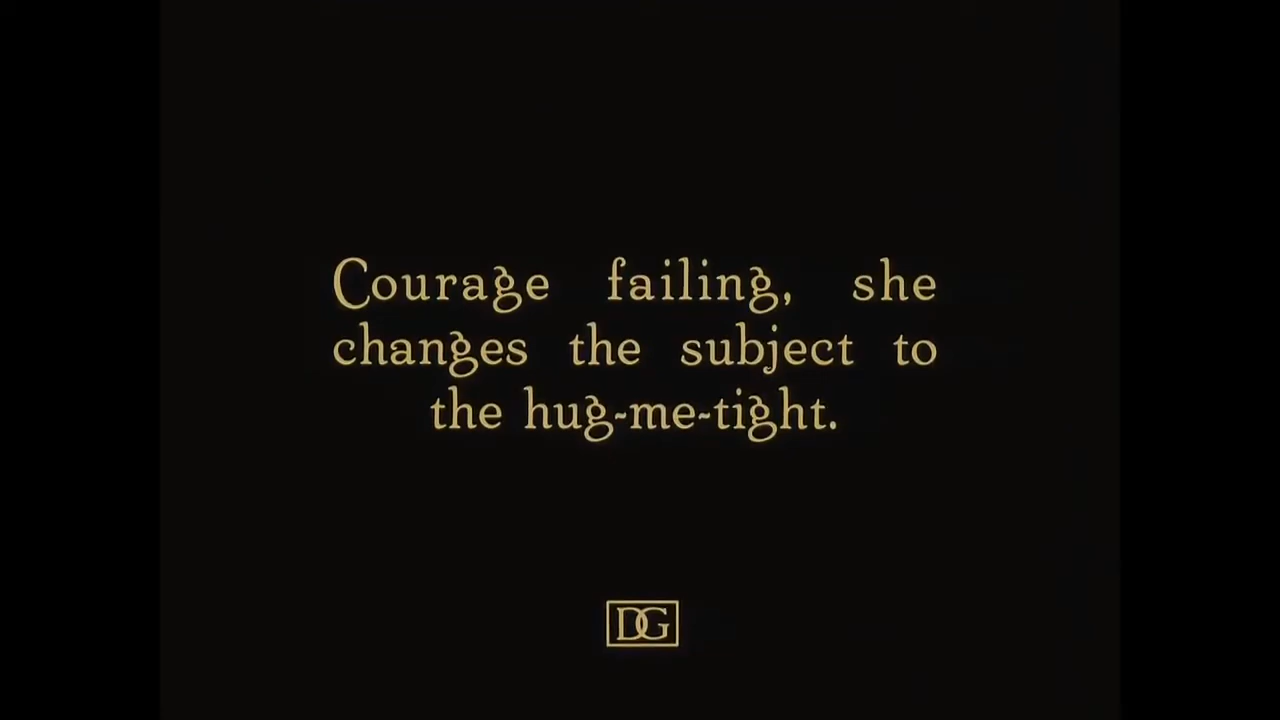 Courage failing, she
changes the subject to
the hug-me-tight.
DG